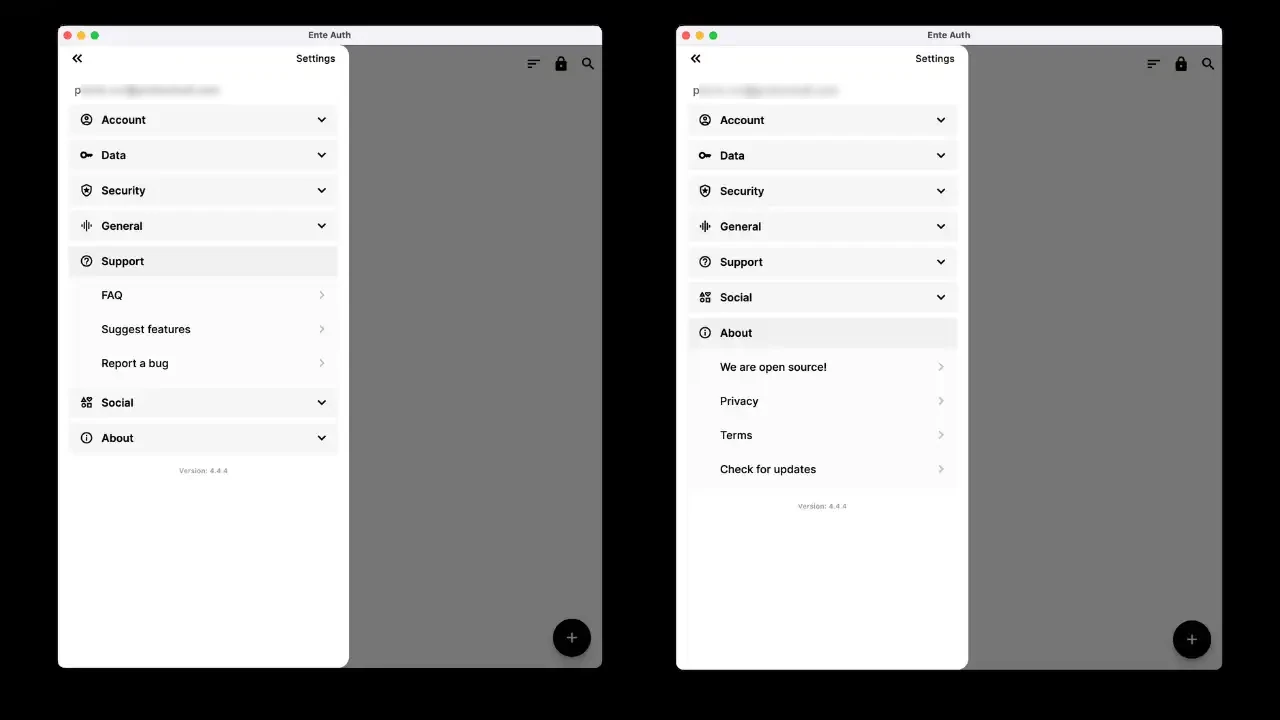 Ente Auth
Settings
p
Account
Data
Security
General
Support
FAQ
Suggest features
Report a bug
Social
About
Version: 4.4.4
Ente Auth
Settings
p
Account
Data
Security
General
Support
Social
About
We are open source!
Privacy
Terms
Check for updates
Version: 4.4.4